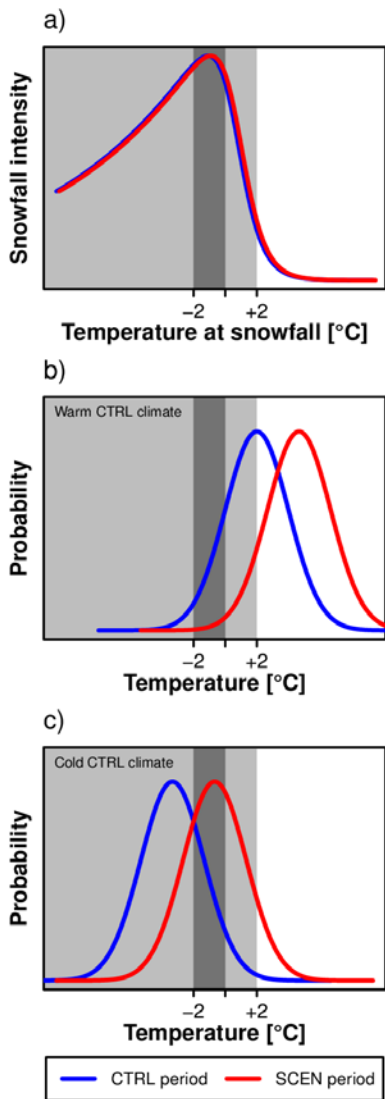 a)
Snowfall intensity
−2 +2
Temperature at snowfall [°C]
b)
Warm CTRL climate
Probability
−2 +2
Temperature [°C]
c)
Cold CTRL climate
Probability
−2 +2
Temperature [°C]
CTRL period SCEN period